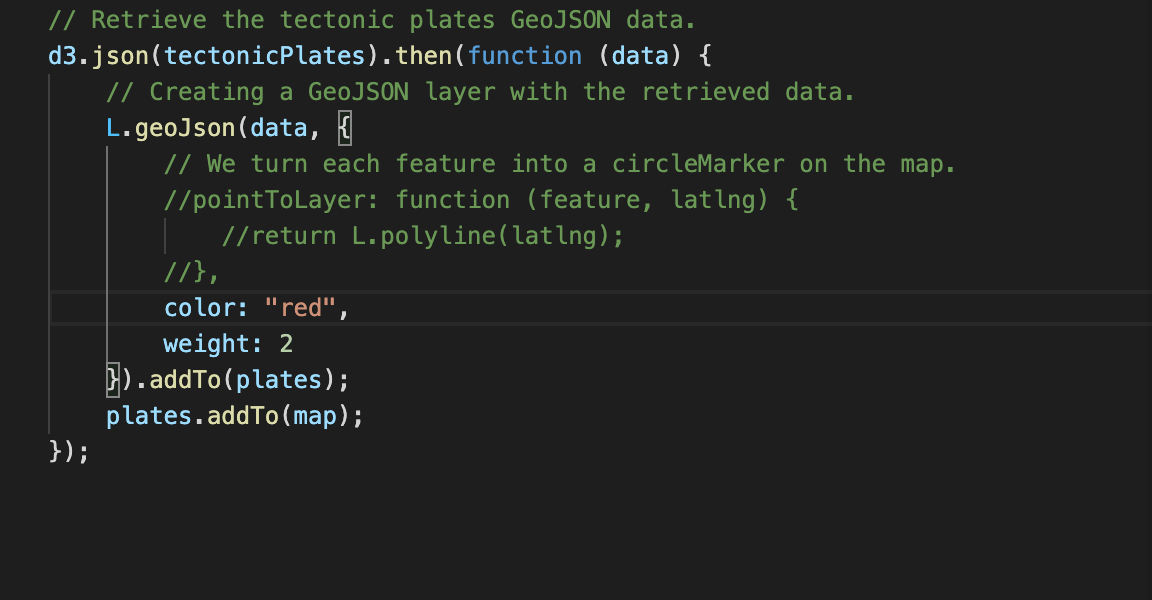 // Retrieve the tectonic plates GeoJSON data.
d3.json(tectonicPlates).then(function (data) {
    // Creating a GeoJSON layer with the retrieved data.
    L.geoJson(data, {
        // We turn each feature into a circleMarker on the map.
        //pointToLayer: function (feature, latlng) {
            //return L.polyline(latlng);
        //},
        color: "red",
        weight: 2
    }).addTo(plates);
    plates.addTo(map);
});